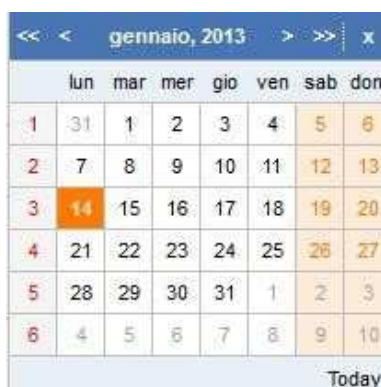 << < gennaio, 2013 > >> x
lun mar mer gio ven sab dom
1 31 1 2 3 4 5 6
2 7 8 9 10 11 12 13
3 14 15 16 17 18 19 20
4 21 22 23 24 25 26 27
5 28 29 30 31 1 2 3
6 4 5 6 7 8 9 10
Today